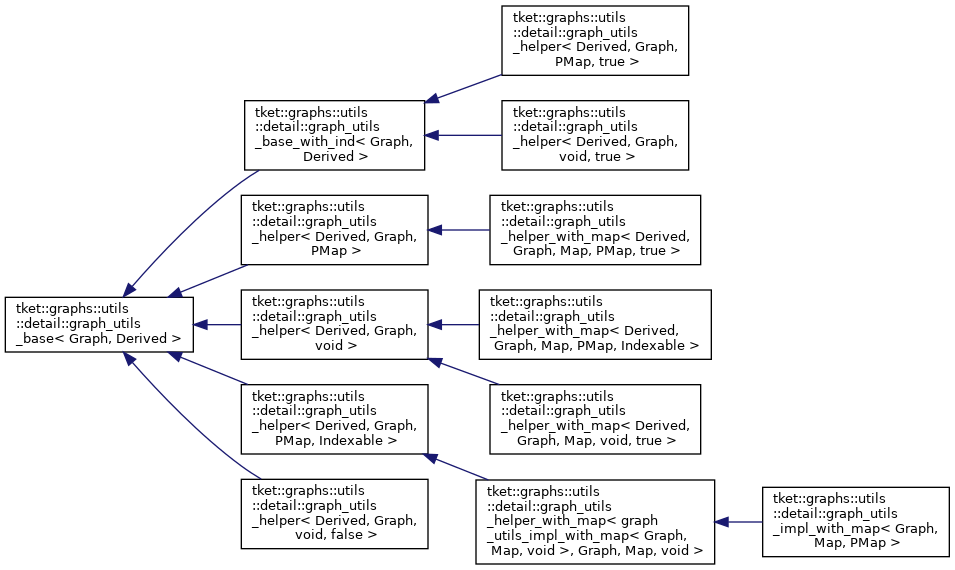 tket::graphs::utils
::detail::graph_utils
_helper< Derived, Graph,
PMap, true >
tket::graphs::utils
::detail::graph_utils
_base_with_ind< Graph,
Derived >
tket::graphs::utils
::detail::graph_utils
_helper< Derived, Graph,
void, true >
tket::graphs::utils
::detail::graph_utils
_helper< Derived, Graph,
PMap >
tket::graphs::utils
::detail::graph_utils
_helper_with_map< Derived,
Graph, Map, PMap, true >
tket::graphs::utils
::detail::graph_utils
_base< Graph, Derived >
tket::graphs::utils
::detail::graph_utils
_helper< Derived, Graph,
void >
tket::graphs::utils
::detail::graph_utils
_helper_with_map< Derived,
Graph, Map, PMap, Indexable >
tket::graphs::utils
::detail::graph_utils
_helper< Derived, Graph,
PMap, Indexable >
tket::graphs::utils
::detail::graph_utils
_helper_with_map< Derived,
Graph, Map, void, true >
tket::graphs::utils
::detail::graph_utils
_helper< Derived, Graph,
void, false >
tket::graphs::utils
::detail::graph_utils
_helper_with_map< graph
_utils_impl_with_map< Graph,
Map, void >, Graph, Map, void >
tket::graphs::utils
::detail::graph_utils
_impl_with_map< Graph,
Map, PMap >